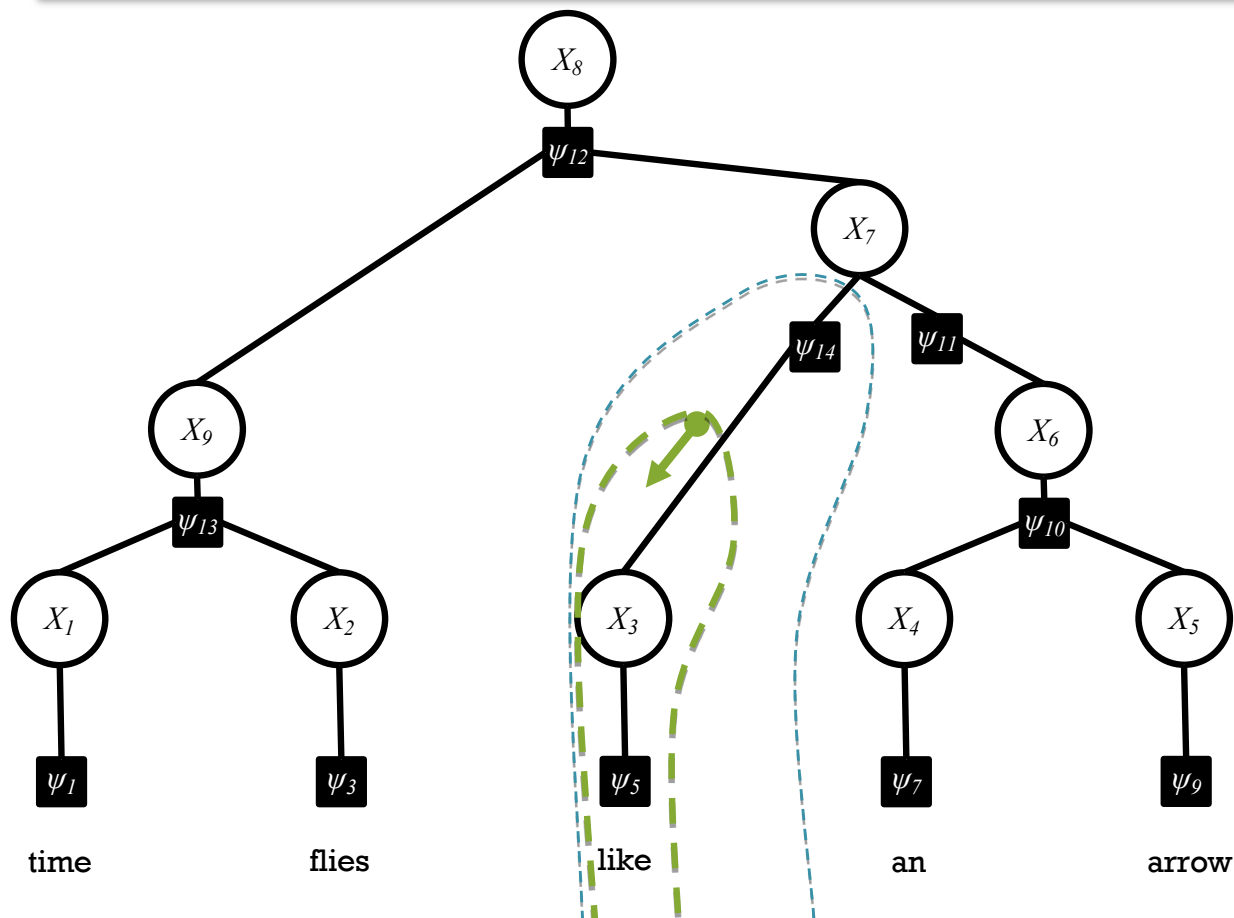 X₈
ψ₁₂
X₇
ψ₁₄ ψ₁₁
X₉ X₆
ψ₁₃ ψ₁₀
X₁ X₂ X₃ X₄ X₅
ψ₁ ψ₃ ψ₅ ψ₇ ψ₉
time flies like an arrow